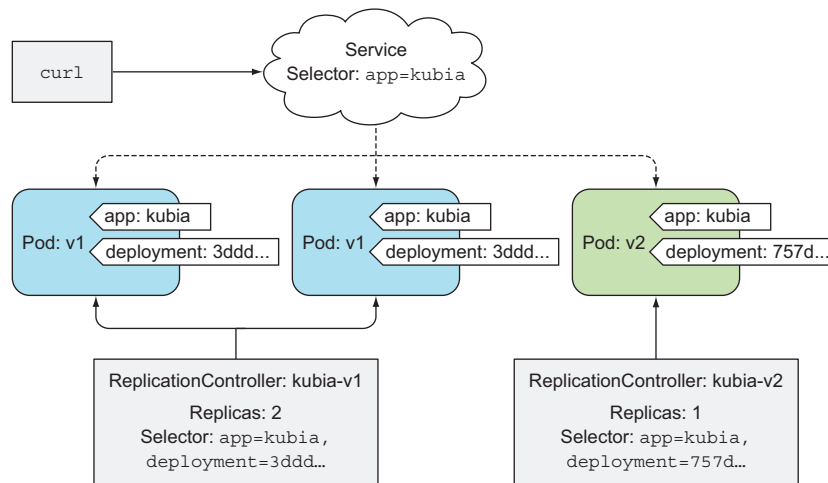 curl
Service
Selector: app=kubia
Pod: v1
app: kubia
deployment: 3ddd...
Pod: v1
app: kubia
deployment: 3ddd...
Pod: v2
app: kubia
deployment: 757d...
ReplicationController: kubia-v1
Replicas: 2
Selector: app=kubia,
deployment=3ddd…
ReplicationController: kubia-v2
Replicas: 1
Selector: app=kubia,
deployment=757d…